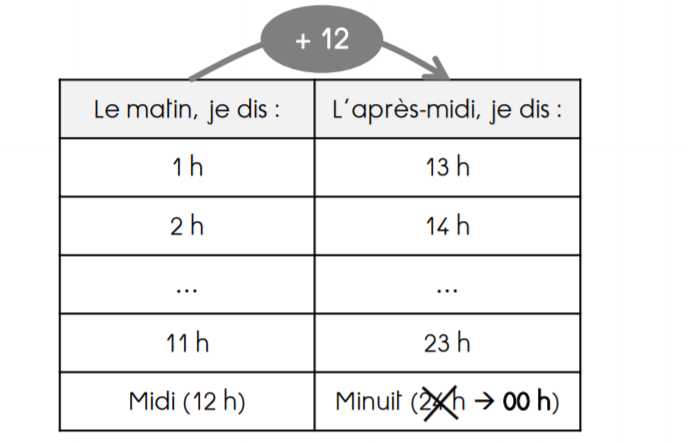 + 12
Le matin, je dis : L'après-midi, je dis :
1 h 13 h
2 h 14 h
... ...
11 h 23 h
Midi (12 h) Minuit (24 h → 00 h)